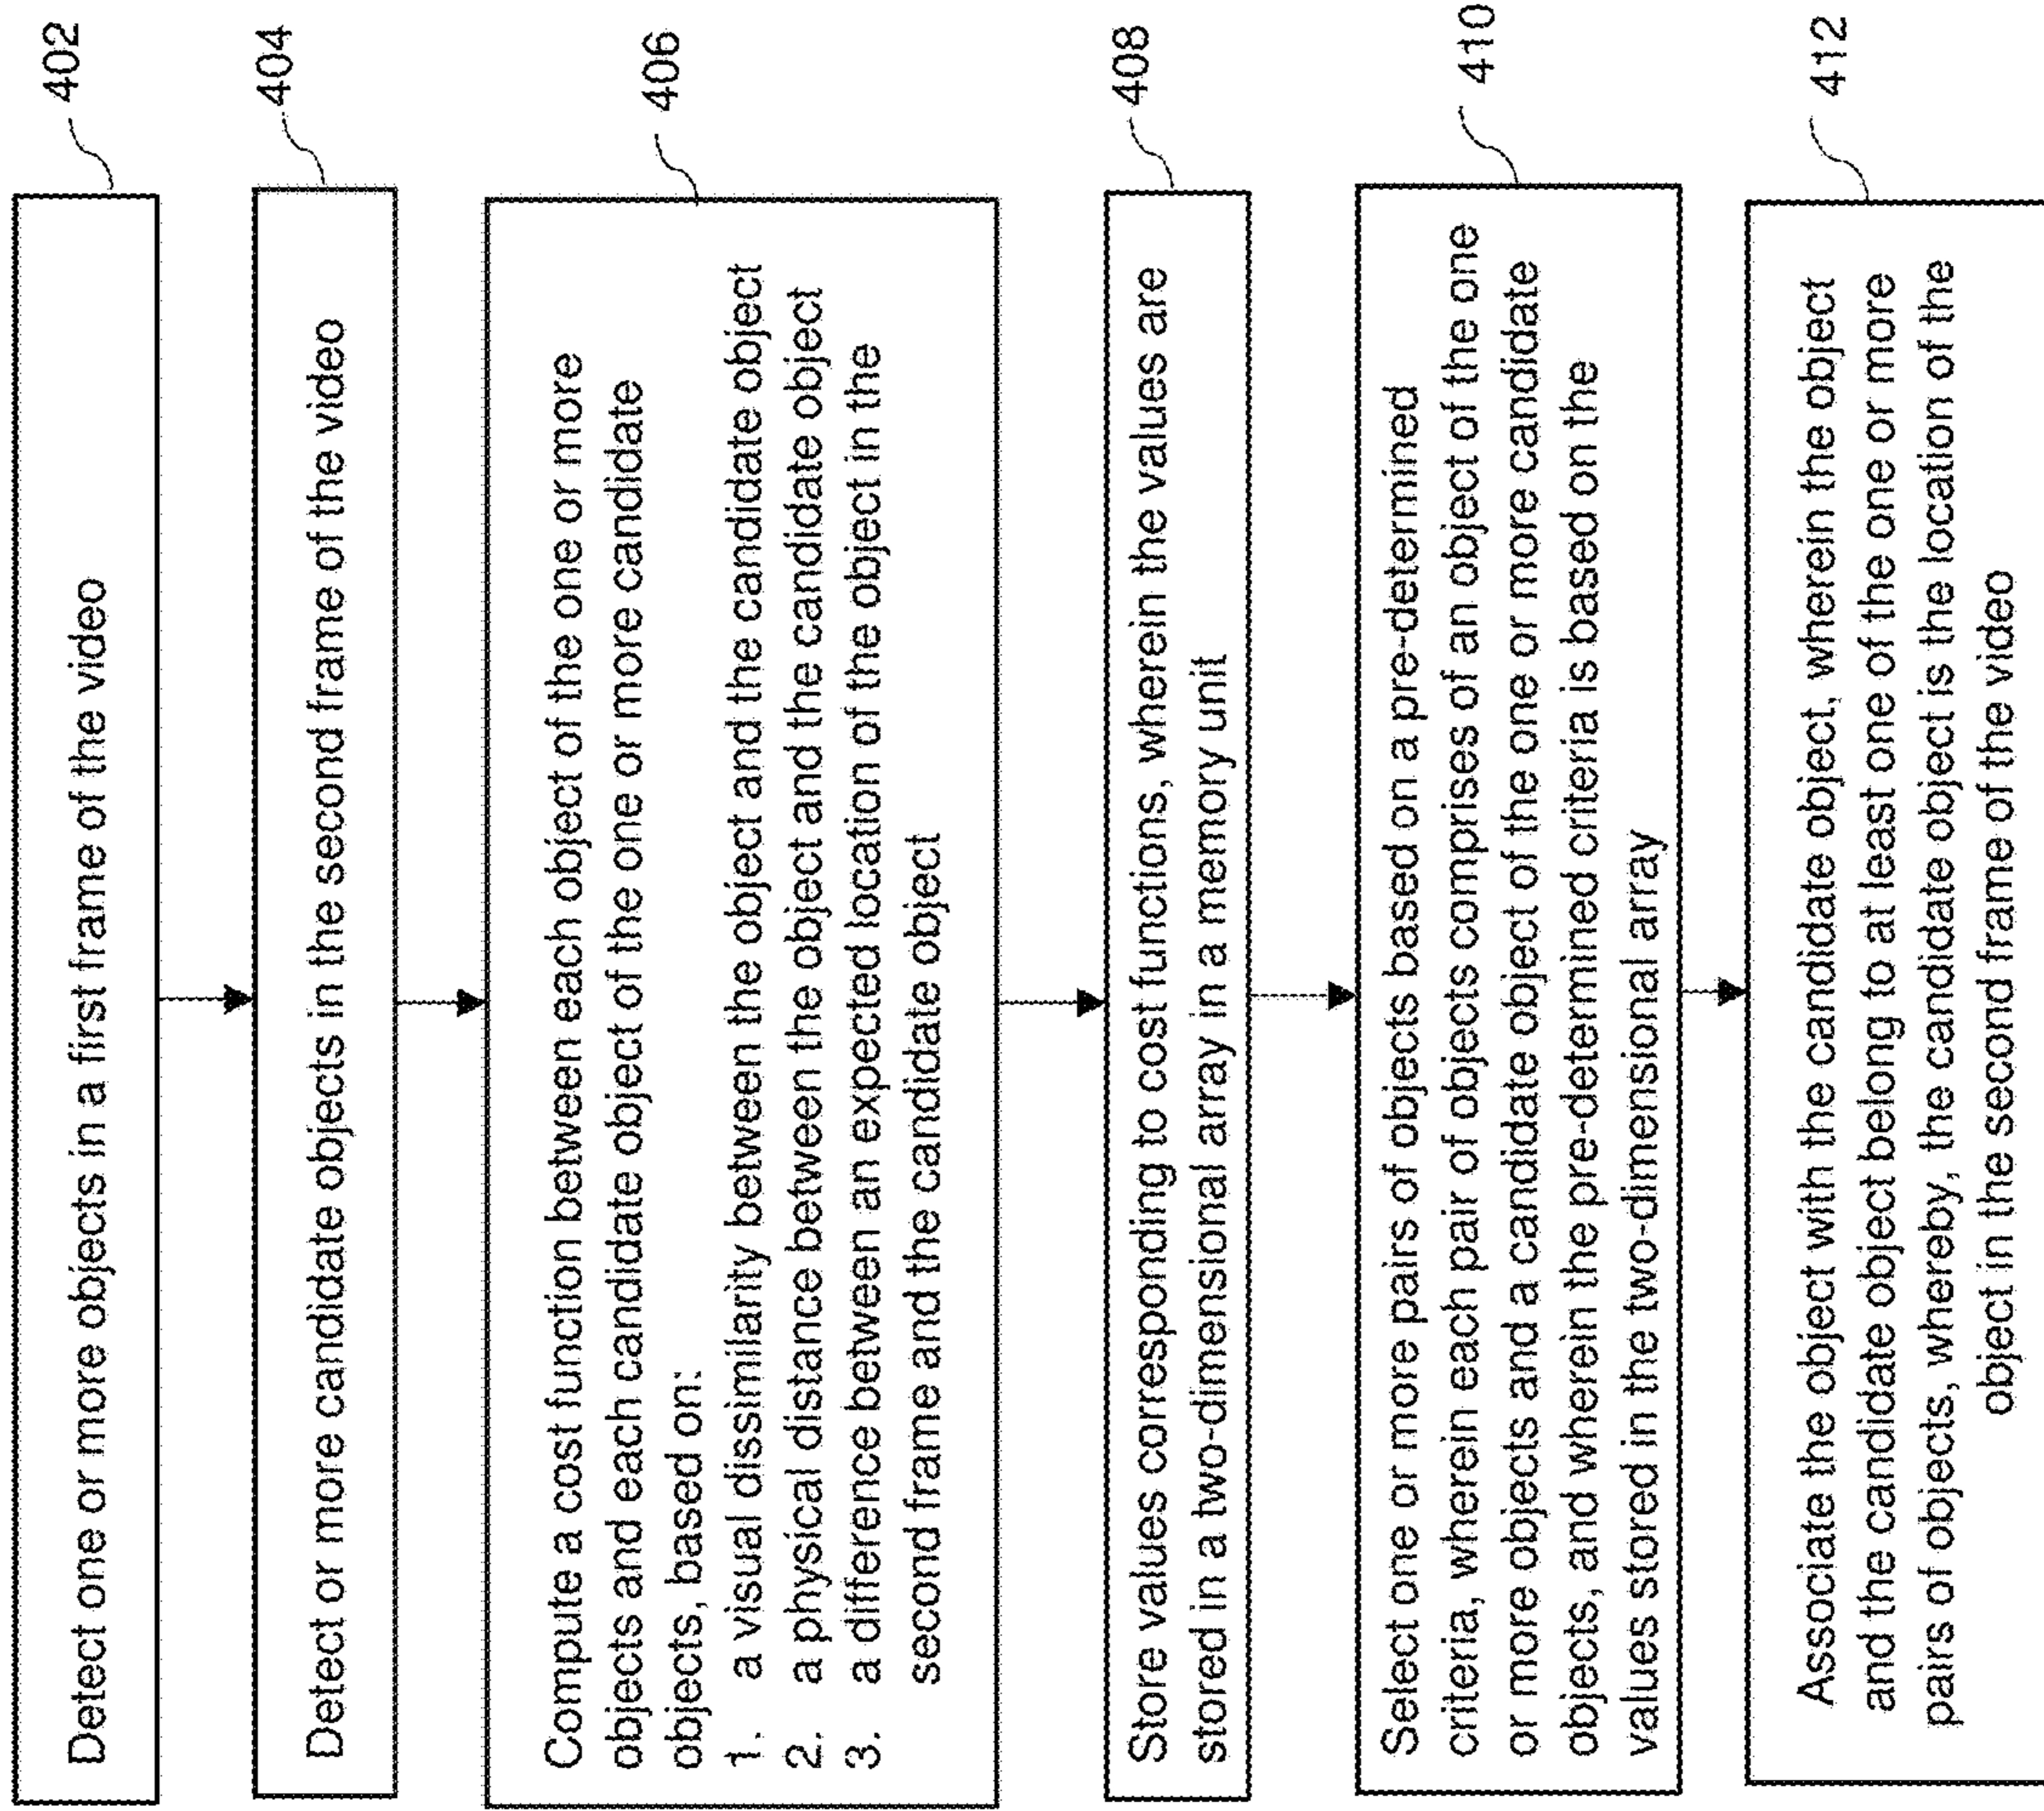 Detect one or more objects in a first frame of the video
402
Detect or more candidate objects in the second frame of the video
404
Compute a cost function between each object of the one or more
objects and each candidate object of the one or more candidate
objects, based on:
1. a visual dissimilarity between the object and the candidate object
2. a physical distance between the object and the candidate object
3. a difference between an expected location of the object in the
second frame and the candidate object
406
Store values corresponding to cost functions, wherein the values are
stored in a two-dimensional array in a memory unit
408
Select one or more pairs of objects based on a pre-determined
criteria, wherein each pair of objects comprises of an object of the one
or more objects and a candidate object of the one or more candidate
objects, and wherein the pre-determined criteria is based on the
values stored in the two-dimensional array
410
Associate the object with the candidate object, wherein the object
and the candidate object belong to at least one of the one or more
pairs of objects, whereby, the candidate object is the location of the
object in the second frame of the video
412